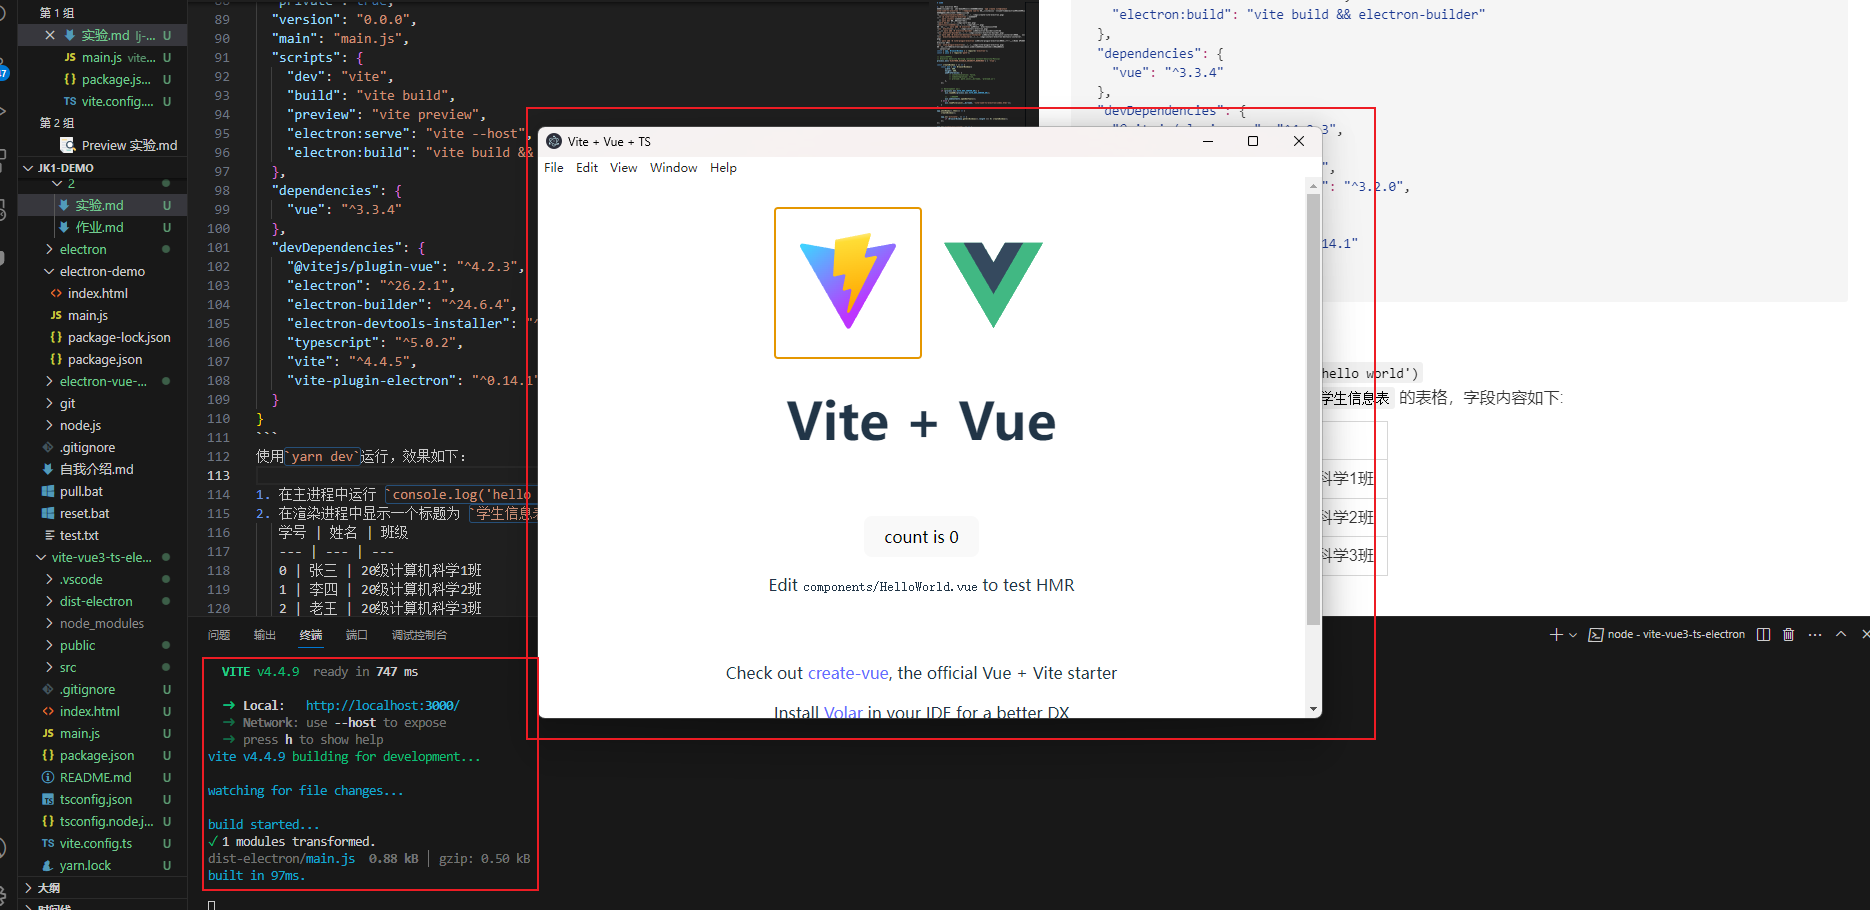 第 1 组
实验.md lj-... U
JS main.js vite... U
{} package.js... U
TS vite.config.... U
第 2 组
Preview 实验.md
JK1-DEMO
2
实验.md U
作业.md U
electron
electron-demo
index.html
JS main.js
{} package-lock.json
{} package.json
electron-vue-...
git
node.js
.gitignore
自我介绍.md
pull.bat
reset.bat
test.txt
vite-vue3-ts-ele...
.vscode
dist-electron
node_modules
public
src
.gitignore U
index.html U
JS main.js U
{} package.json U
README.md U
tsconfig.json U
{} tsconfig.node.j... U
TS vite.config.ts U
yarn.lock U
大纲
89 "version": "0.0.0",
90 "main": "main.js",
91 "scripts": {
92 "dev": "vite",
93 "build": "vite build",
94 "preview": "vite preview",
95 "electron:serve": "vite --host",
96 "electron:build": "vite build &&
97 },
98 "dependencies": {
99 "vue": "^3.3.4"
100 },
101 "devDependencies": {
102 "@vitejs/plugin-vue": "^4.2.3",
103 "electron": "^26.2.1",
104 "electron-builder": "^24.6.4",
105 "electron-devtools-installer": "^
106 "typescript": "^5.0.2",
107 "vite": "^4.4.5",
108 "vite-plugin-electron": "^0.14.1"
109 }
110 }
111 ```
112 使用`yarn dev`运行，效果如下：
113
114 1. 在主进程中运行 `console.log('hello
115 2. 在渲染进程中显示一个标题为 `学生信息表
116 学号 | 姓名 | 班级
117 --- | --- | ---
118 0 | 张三 | 20级计算机科学1班
119 1 | 李四 | 20级计算机科学2班
120 2 | 老王 | 20级计算机科学3班
"electron:build": "vite build && electron-builder"
},
"dependencies": {
"vue": "^3.3.4"
},
"devDependencies": {
": "^3.2.0",
14.1"
hello world')
学生信息表 的表格，字段内容如下:
科学1班
科学2班
科学3班
Vite + Vue + TS
File Edit View Window Help
Vite + Vue
count is 0
Edit components/HelloWorld.vue to test HMR
Check out create-vue, the official Vue + Vite starter
Install Volar in your IDE for a better DX
问题 输出 终端 端口 调试控制台
node - vite-vue3-ts-electron
VITE v4.4.9 ready in 747 ms
➜ Local: http://localhost:3000/
➜ Network: use --host to expose
➜ press h to show help
vite v4.4.9 building for development...
watching for file changes...
build started...
✓ 1 modules transformed.
dist-electron/main.js 0.88 kB │ gzip: 0.50 kB
built in 97ms.